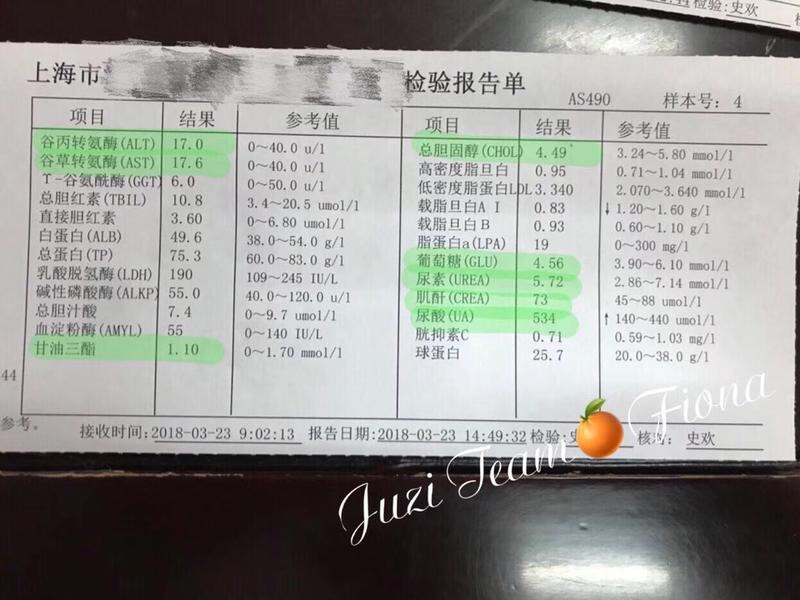 44 检验: 史欢
上海市 检验报告单
AS490 样本号: 4
项目 结果 参考值
谷丙转氨酶(ALT) 17.0 0～40.0 u/l
谷草转氨酶(AST) 17.6 0～40.0 u/l
T-谷氨酰酶(GGT) 6.0 0～50.0 u/l
总胆红素(TBIL) 10.8 3.4～20.5 umol/l
直接胆红素 3.60 0～6.80 umol/l
白蛋白(ALB) 49.6 38.0～54.0 g/l
总蛋白(TP) 75.3 60.0～83.0 g/l
乳酸脱氢酶(LDH) 190 109～245 IU/L
碱性磷酸酶(ALKP) 55.0 40.0～120.0 u/l
总胆汁酸 7.4 0～9.7 umol/l
血淀粉酶(AMYL) 55 0～140 IU/L
甘油三酯 1.10 0～1.70 mmol/l
项目 结果 参考值
总胆固醇(CHOL) 4.49 3.24～5.80 mmol/l
高密度脂旦白 0.95 0.71～1.04 mmol/l
低密度脂蛋白LDL 3.340 2.070～3.640 mmol/l
载脂旦白A I 0.83 ↓ 1.20～1.60 g/l
载脂旦白B 0.93 0.60～1.10 g/l
脂蛋白a(LPA) 19 0～300 mg/l
葡萄糖(GLU) 4.56 3.90～6.10 mmol/l
尿素(UREA) 5.72 2.86～7.14 mmol/l
肌酐(CREA) 73 45～88 umol/l
尿酸(UA) 534 ↑ 140～440 umol/l
胱抑素C 0.71 0.59～1.03 mg/l
球蛋白 25.7 20.0～38.0 g/l
44
参考。
接收时间: 2018-03-23 9:02:13 报告日期: 2018-03-23 14:49:32 检验: 史 核 史欢
Juzi Team Fiona